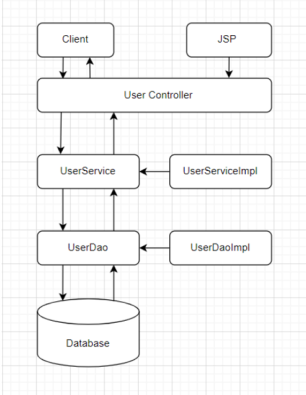 Client
JSP
User Controller
UserService
UserServiceImpl
UserDao
UserDaoImpl
Database